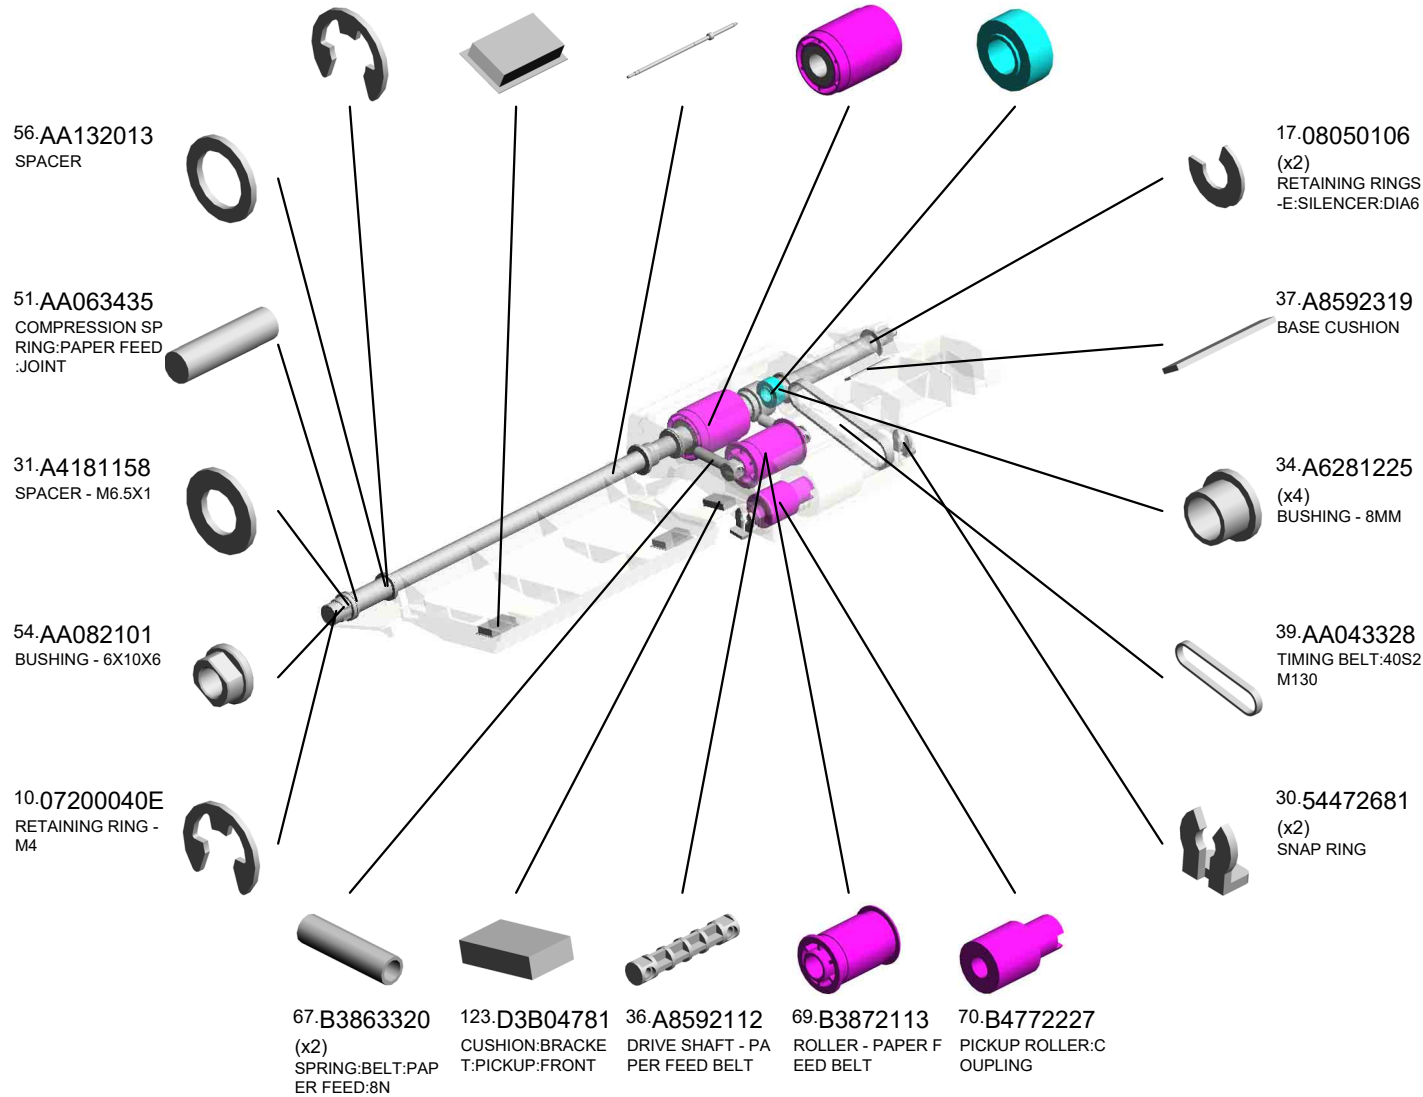 56.AA132013
SPACER
17.08050106
(x2)
RETAINING RINGS
-E:SILENCER:DIA6
51.AA063435
COMPRESSION SP
RING:PAPER FEED
:JOINT
37.A8592319
BASE CUSHION
31.A4181158
SPACER - M6.5X1
34.A6281225
(x4)
BUSHING - 8MM
54.AA082101
BUSHING - 6X10X6
39.AA043328
TIMING BELT:40S2
M130
10.07200040E
RETAINING RING -
M4
30.54472681
(x2)
SNAP RING
67.B3863320
(x2)
SPRING:BELT:PAP
ER FEED:8N
123.D3B04781
CUSHION:BRACKE
T:PICKUP:FRONT
36.A8592112
DRIVE SHAFT - PA
PER FEED BELT
69.B3872113
ROLLER - PAPER F
EED BELT
70.B4772227
PICKUP ROLLER:C
OUPLING